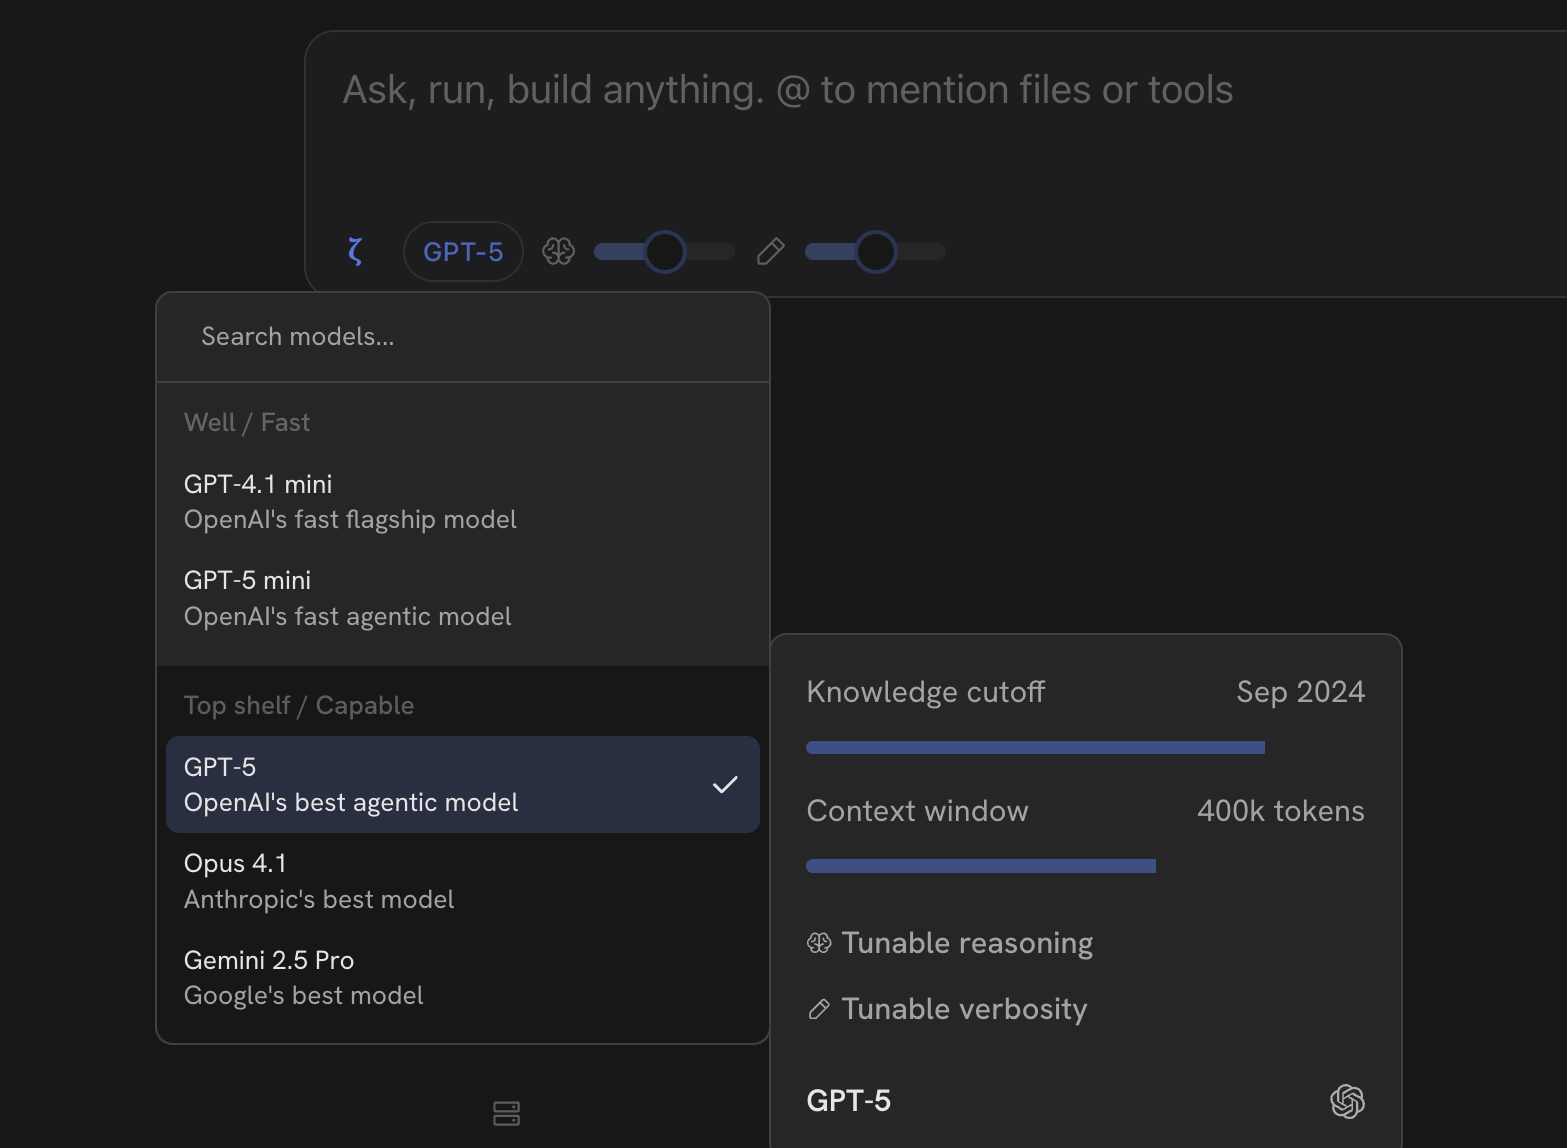 Ask, run, build anything. @ to mention files or tools
ζ
GPT-5
Search models...
Well / Fast
GPT-4.1 mini
OpenAI's fast flagship model
GPT-5 mini
OpenAI's fast agentic model
Top shelf / Capable
GPT-5
OpenAI's best agentic model
Opus 4.1
Anthropic's best model
Gemini 2.5 Pro
Google's best model
Knowledge cutoff Sep 2024
Context window 400k tokens
Tunable reasoning
Tunable verbosity
GPT-5